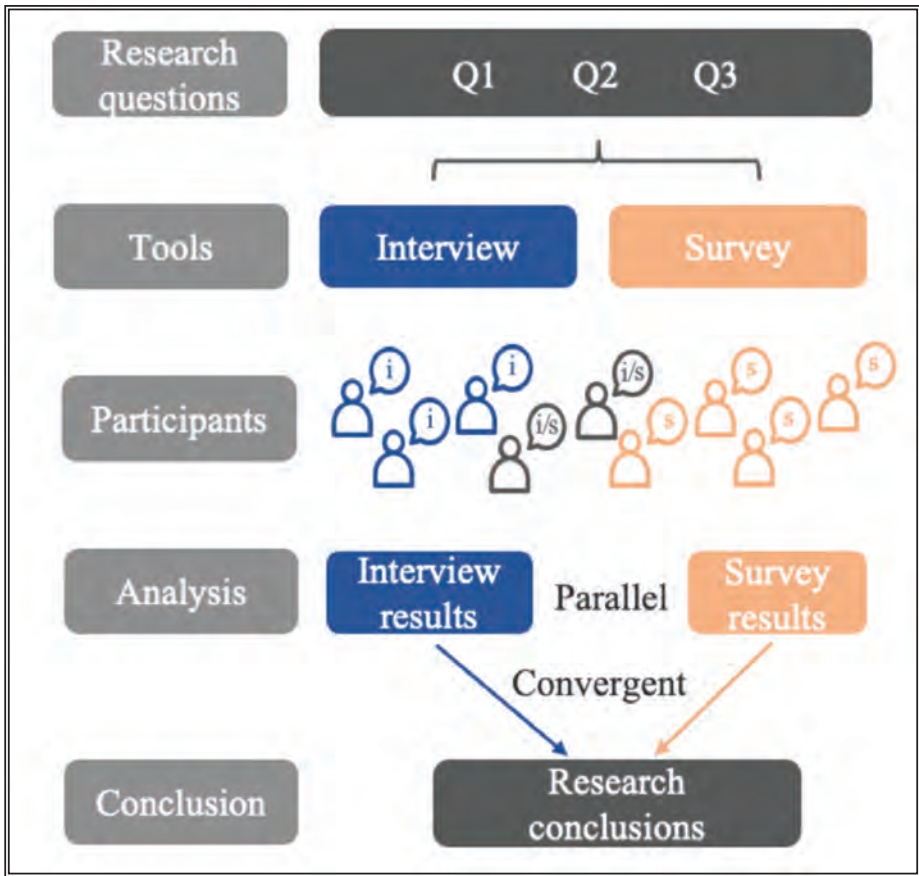 Research
questions
Q1 Q2 Q3
Tools
Interview
Survey
Participants
i
i
i
i/s
i/s
s
s
s
s
Analysis
Interview
results
Parallel
Survey
results
Convergent
Conclusion
Research
conclusions